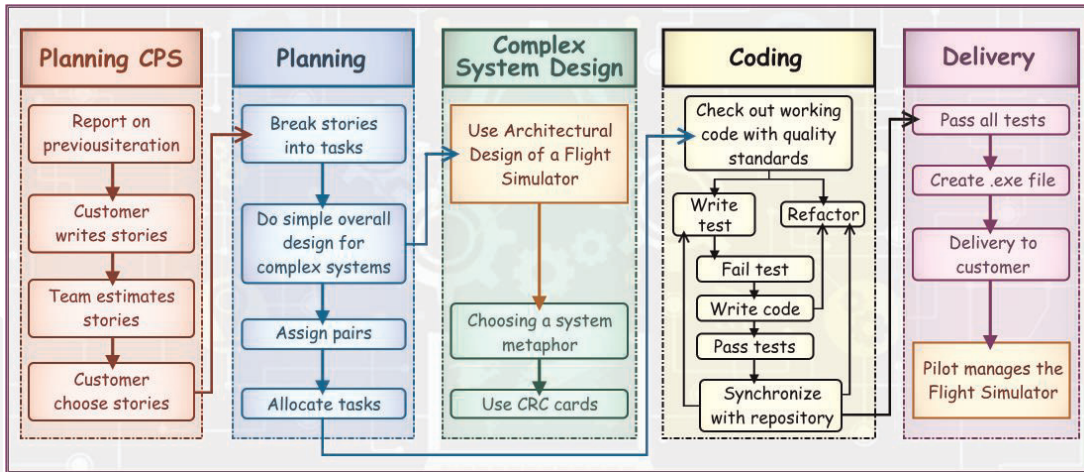 Planning CPS
Report on
previousiteration
Customer
writes stories
Team estimates
stories
Customer
choose stories
Planning
Break stories
into tasks
Do simple overall
design for
complex systems
Assign pairs
Allocate tasks
Complex
System Design
Use Architectural
Design of a Flight
Simulator
Choosing a system
metaphor
Use CRC cards
Coding
Check out working
code with quality
standards
Write
test
Refactor
Fail test
Write code
Pass tests
Synchronize
with repository
Delivery
Pass all tests
Create .exe file
Delivery to
customer
Pilot manages the
Flight Simulator